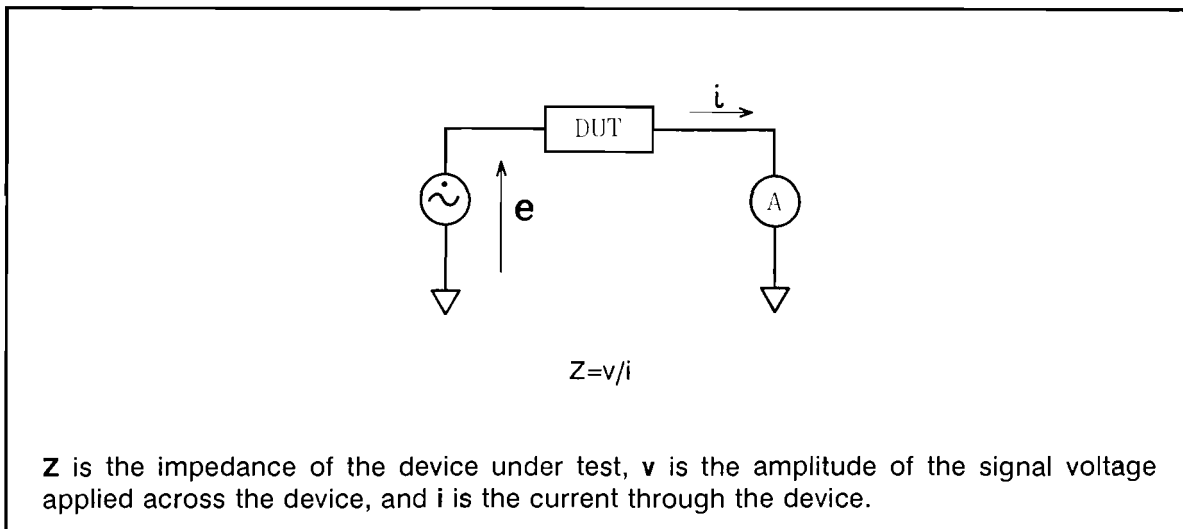 i
DUT
e
A
Z=v/i
Z is the impedance of the device under test, v is the amplitude of the signal voltage
applied across the device, and i is the current through the device.